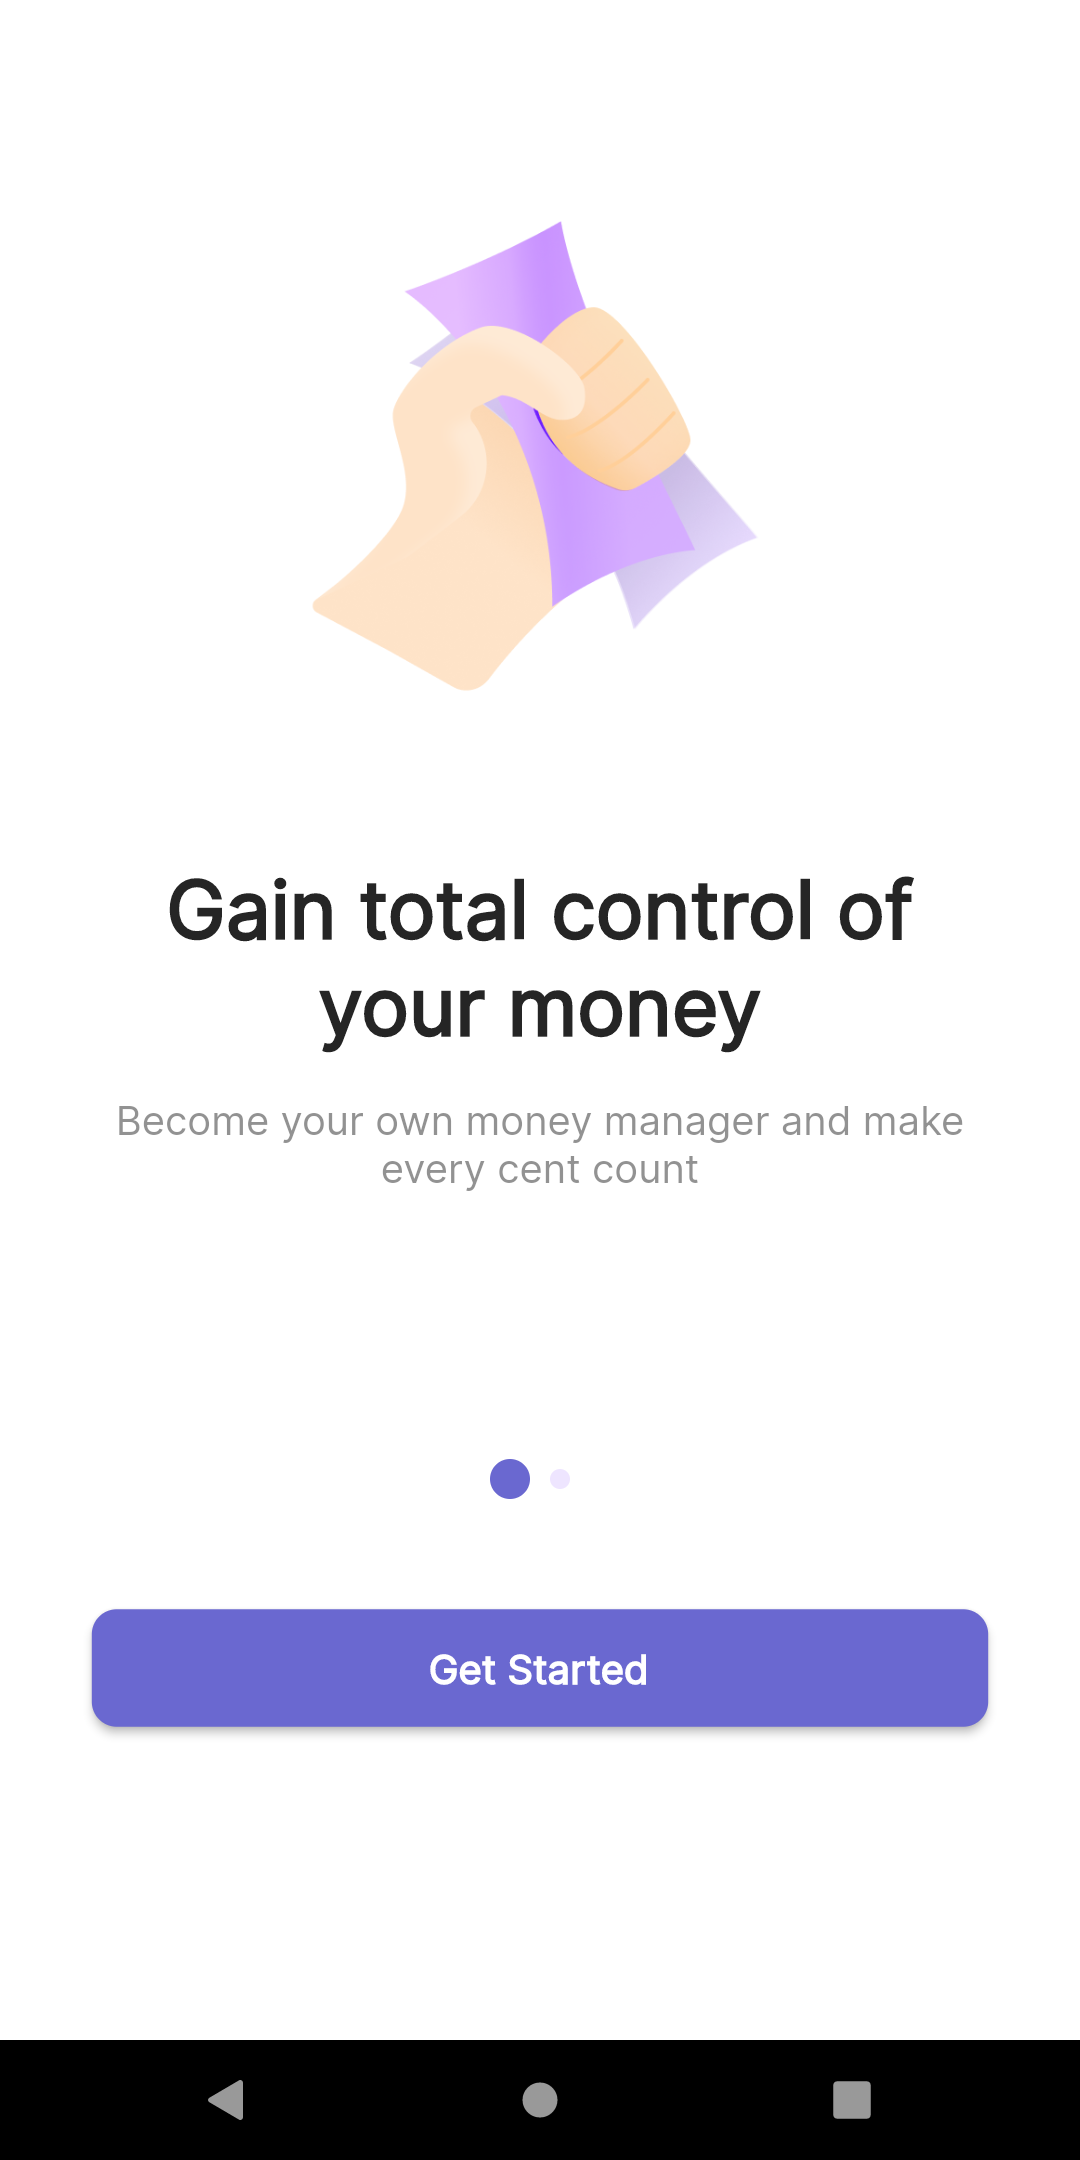 Gain total control of
your money
Become your own money manager and make
every cent count
Get Started